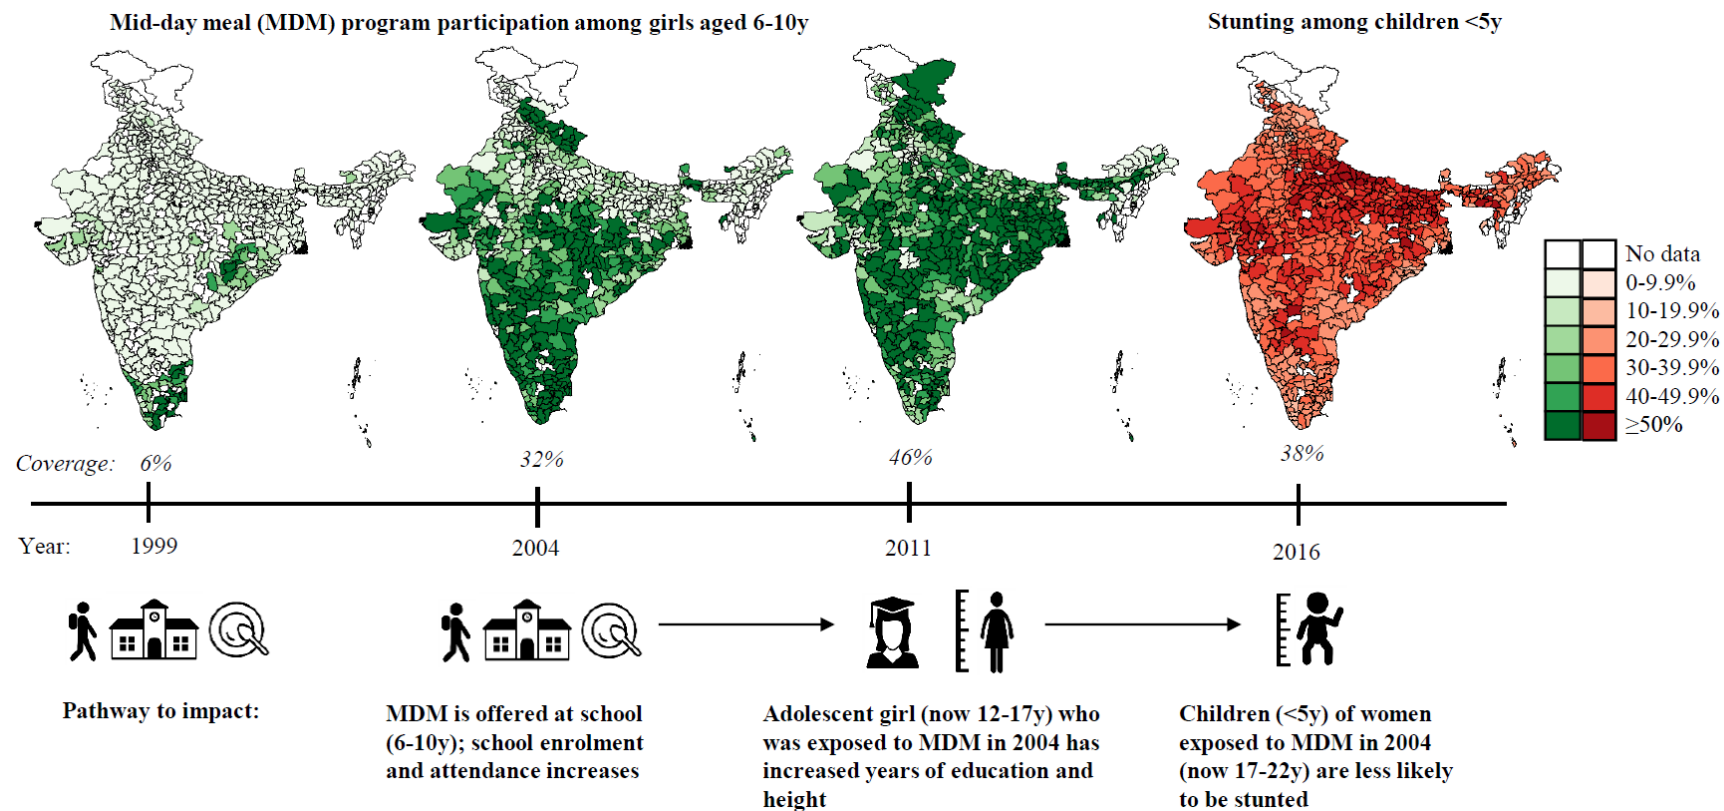 Mid-day meal (MDM) program participation among girls aged 6-10y
Stunting among children <5y
No data
0-9.9%
10-19.9%
20-29.9%
30-39.9%
40-49.9%
≥50%
Coverage: 6% 32% 46% 38%
Year: 1999 2004 2011 2016
Pathway to impact:
MDM is offered at school
(6-10y); school enrolment
and attendance increases
Adolescent girl (now 12-17y) who
was exposed to MDM in 2004 has
increased years of education and
height
Children (<5y) of women
exposed to MDM in 2004
(now 17-22y) are less likely
to be stunted